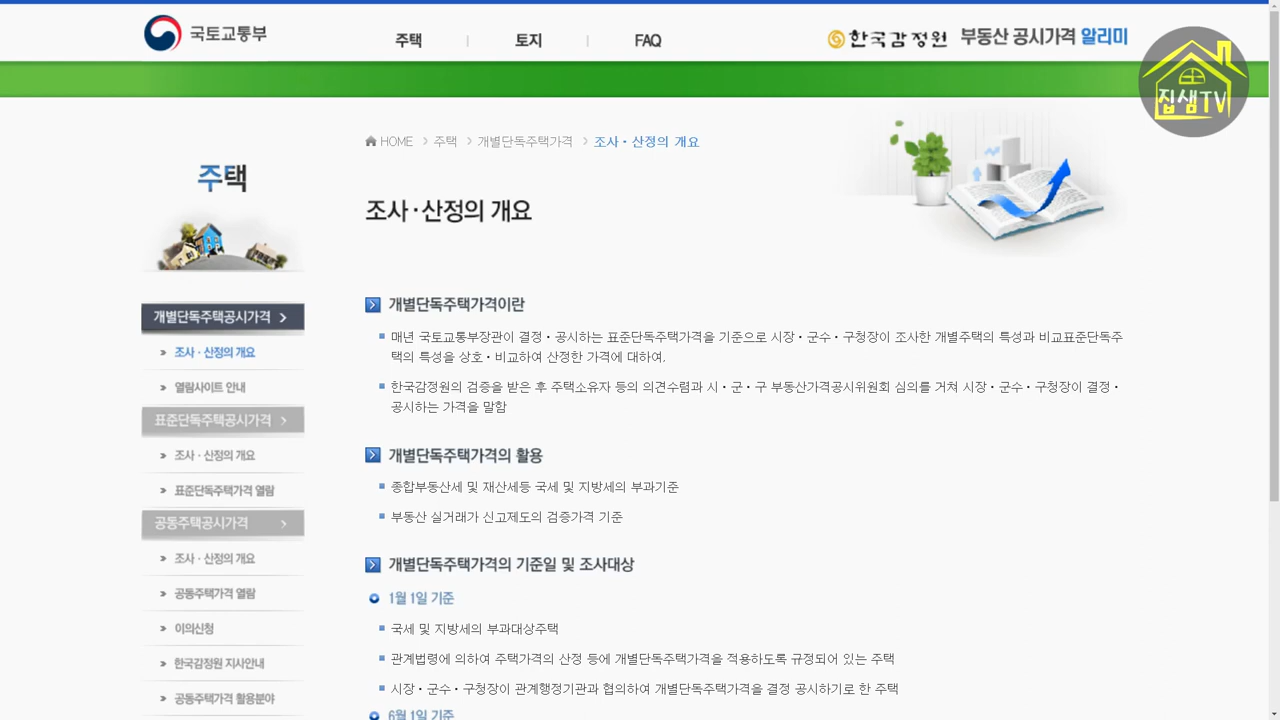 국토교통부
주택
토지
FAQ
한국감정원 부동산 공시가격 알리미
집샘TV
HOME > 주택 > 개별단독주택가격 > 조사·산정의 개요
주택
조사·산정의 개요
개별단독주택공시가격
조사·산정의 개요
열람사이트 안내
표준단독주택공시가격
조사·산정의 개요
표준단독주택가격 열람
공동주택공시가격
조사·산정의 개요
공동주택가격 열람
이의신청
한국감정원 지사안내
공동주택가격 활용분야
개별단독주택가격이란
매년 국토교통부장관이 결정·공시하는 표준단독주택가격을 기준으로 시장·군수·구청장이 조사한 개별주택의 특성과 비교표준단독주
택의 특성을 상호·비교하여 산정한 가격에 대하여,
한국감정원의 검증을 받은 후 주택소유자 등의 의견수렴과 시·군·구 부동산가격공시위원회 심의를 거쳐 시장·군수·구청장이 결정·
공시하는 가격을 말함
개별단독주택가격의 활용
종합부동산세 및 재산세등 국세 및 지방세의 부과기준
부동산 실거래가 신고제도의 검증가격 기준
개별단독주택가격의 기준일 및 조사대상
1월 1일 기준
국세 및 지방세의 부과대상주택
관계법령에 의하여 주택가격의 산정 등에 개별단독주택가격을 적용하도록 규정되어 있는 주택
시장·군수·구청장이 관계행정기관과 협의하여 개별단독주택가격을 결정 공시하기로 한 주택
6월 1일 기준